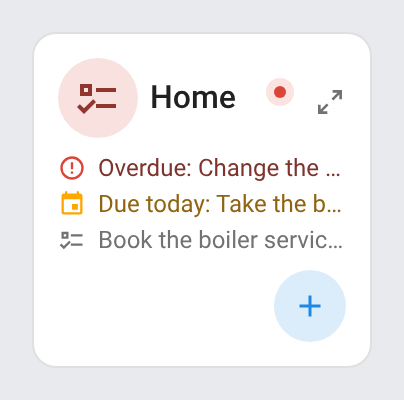 Home
Overdue: Change the …
Due today: Take the b…
Book the boiler servic…